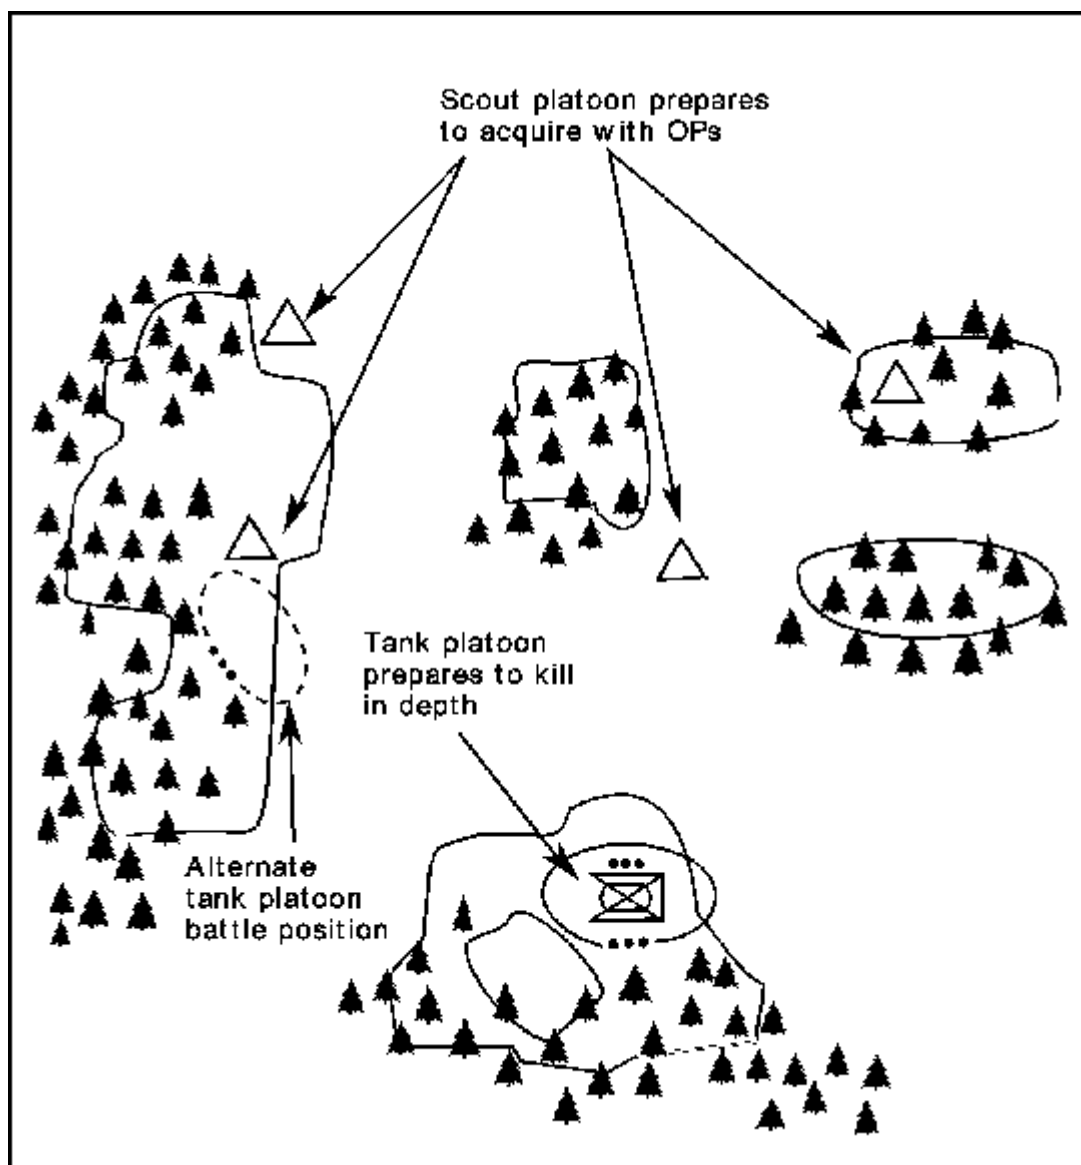 Scout platoon prepares
to acquire with OPs
Tank platoon
prepares to kill
in depth
Alternate
tank platoon
battle position